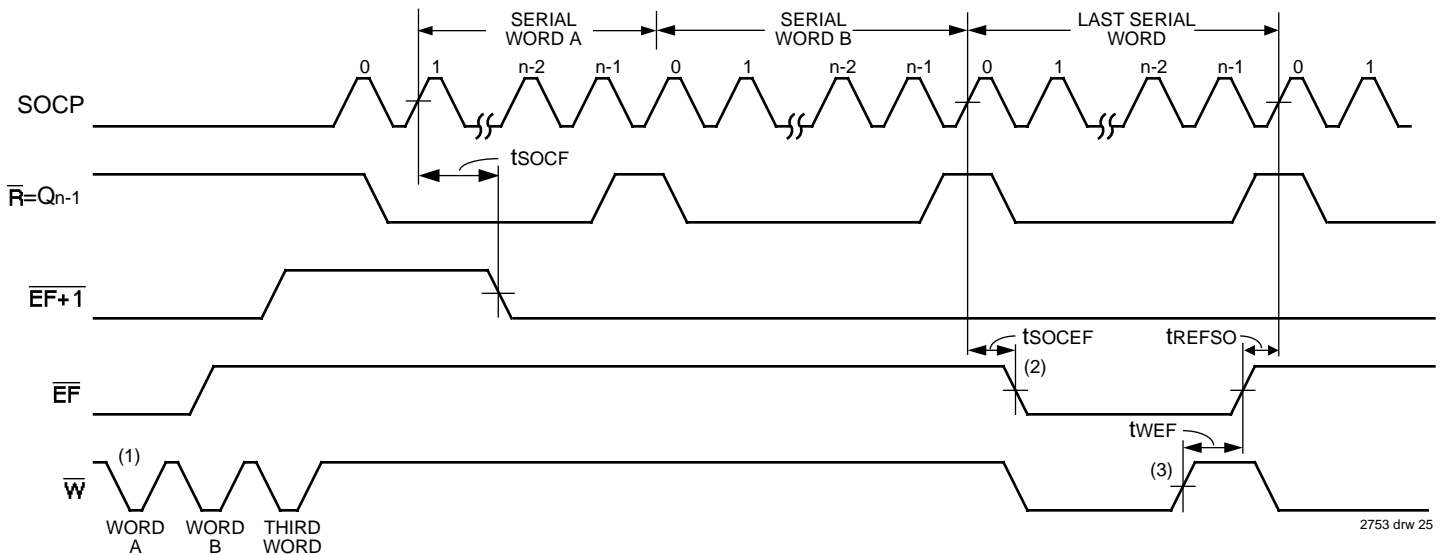 SERIAL WORD A
SERIAL WORD B
LAST SERIAL WORD
0 1 n-2 n-1 0 1 n-2 n-1 0 1 n-2 n-1 0 1
SOCP
tSOCF
R=Qn-1
EF+1
tSOCEF
tREFSO
(2)
EF
tWEF
(1)
(3)
W
WORD A
WORD B
THIRD WORD
2753 drw 25